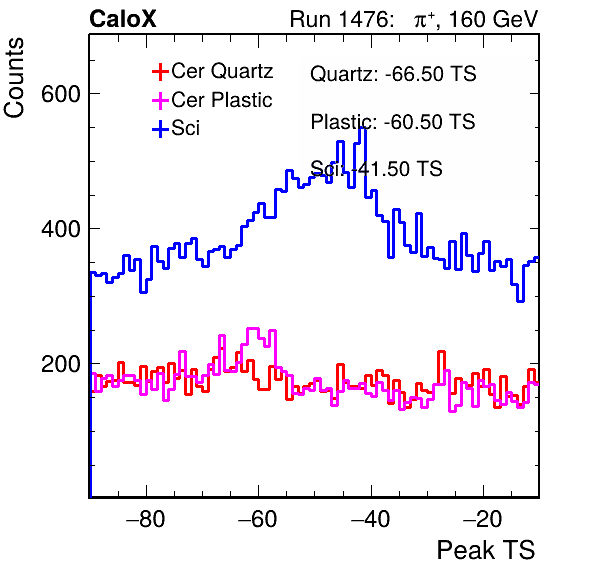 CaloX Run 1476: π⁺, 160 GeV
Counts
Cer Quartz
Cer Plastic
Sci
Quartz: -66.50 TS
Plastic: -60.50 TS
Sci: -41.50 TS
600
400
200
−80 −60 −40 −20
Peak TS